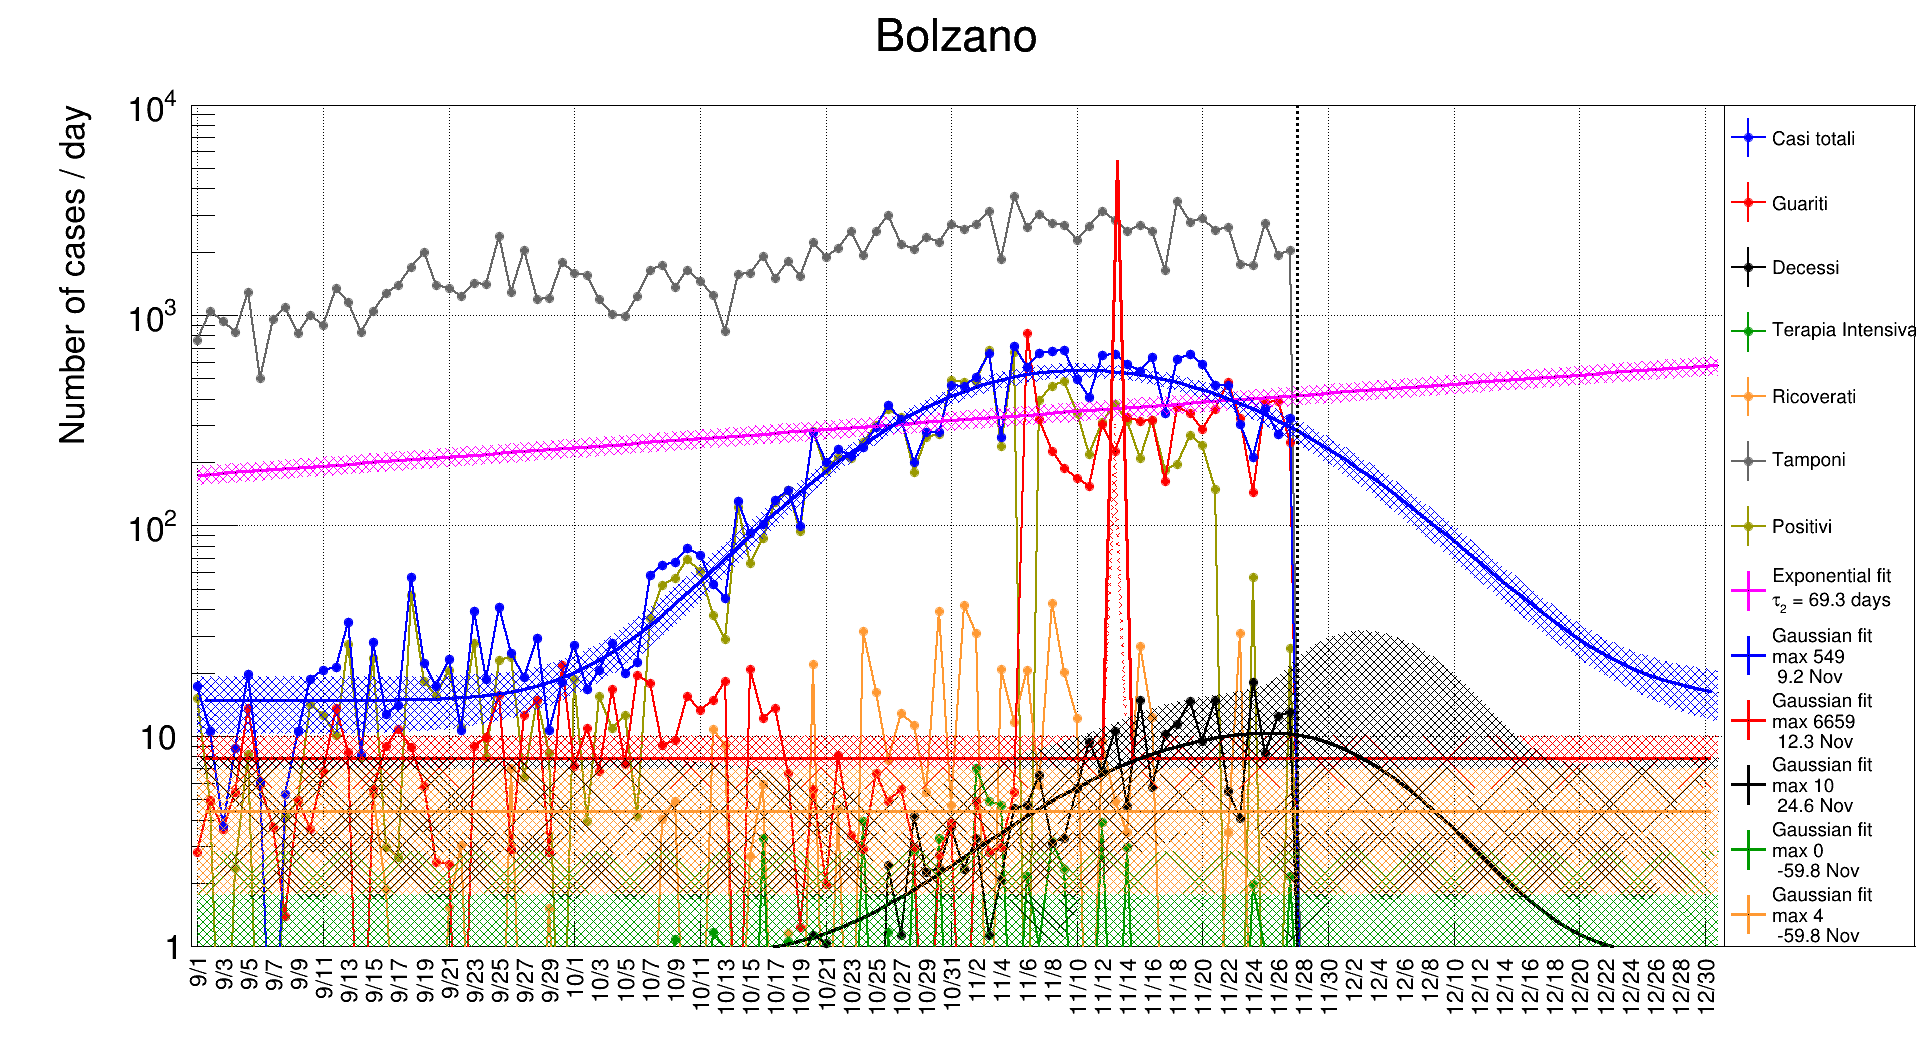 Bolzano
Number of cases / day
10^4
10^3
10^2
10
1
9/1
9/3
9/5
9/7
9/9
9/11
9/13
9/15
9/17
9/19
9/21
9/23
9/25
9/27
9/29
10/1
10/3
10/5
10/7
10/9
10/11
10/13
10/15
10/17
10/19
10/21
10/23
10/25
10/27
10/29
10/31
11/2
11/4
11/6
11/8
11/10
11/12
11/14
11/16
11/18
11/20
11/22
11/24
11/26
11/28
11/30
12/2
12/4
12/6
12/8
12/10
12/12
12/14
12/16
12/18
12/20
12/22
12/24
12/26
12/28
12/30
Casi totali
Guariti
Decessi
Terapia Intensiva
Ricoverati
Tamponi
Positivi
Exponential fit
τ₂ = 69.3 days
Gaussian fit
max 549
9.2 Nov
Gaussian fit
max 6659
12.3 Nov
Gaussian fit
max 10
24.6 Nov
Gaussian fit
max 0
-59.8 Nov
Gaussian fit
max 4
-59.8 Nov